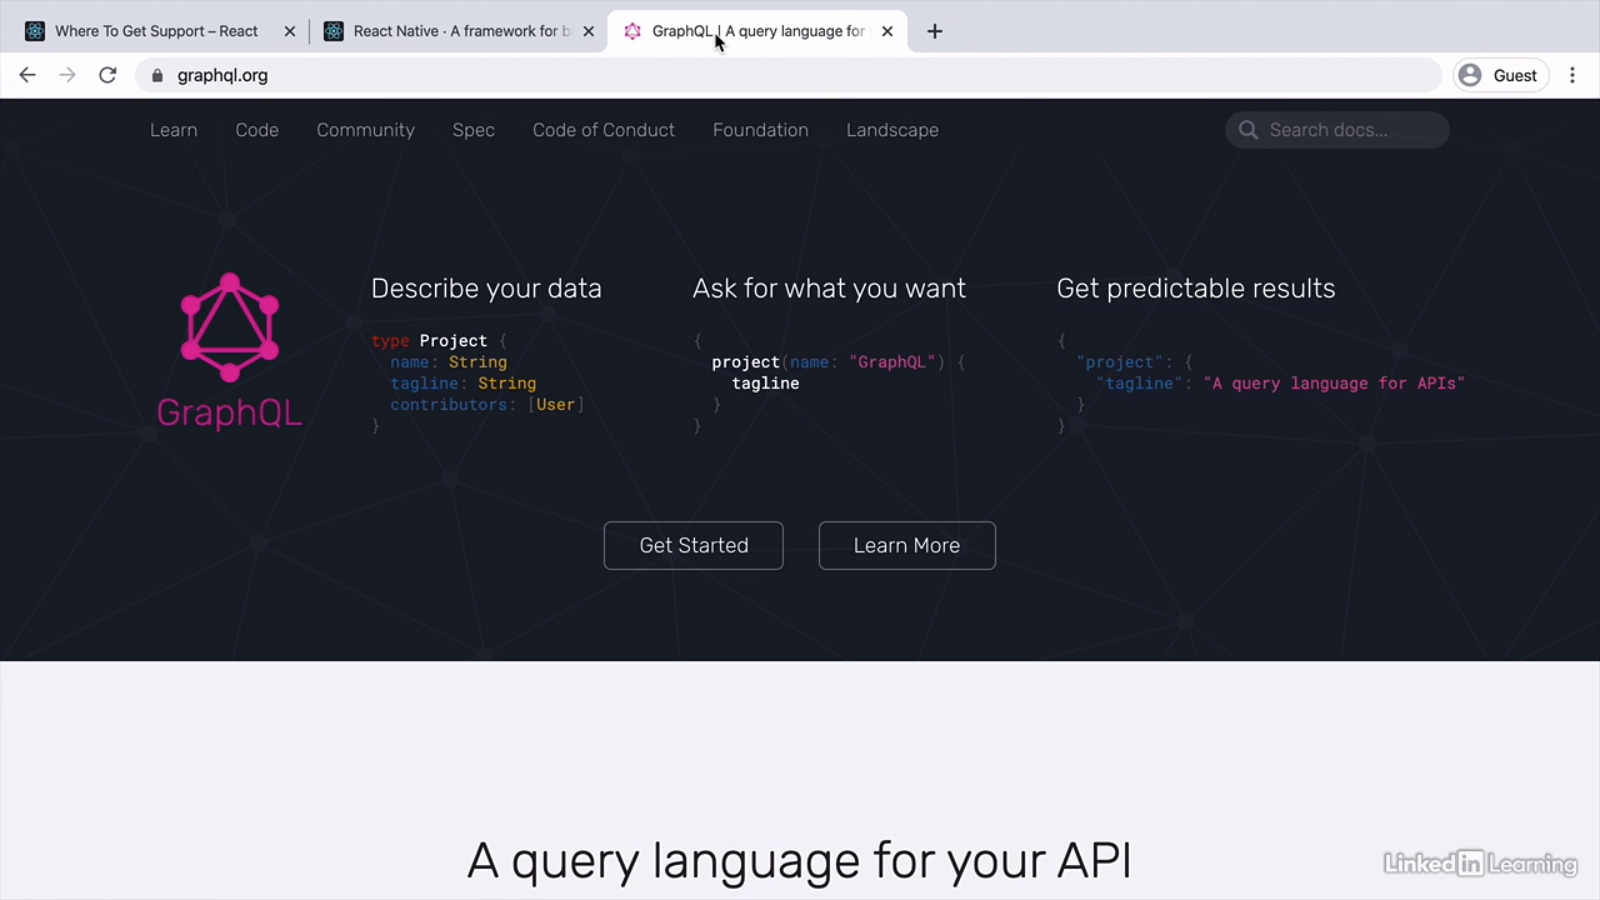 Where To Get Support – React
React Native · A framework for b
GraphQL | A query language for
graphql.org
Guest
Learn
Code
Community
Spec
Code of Conduct
Foundation
Landscape
Search docs...
GraphQL
Describe your data
type Project {
name: String
tagline: String
contributors: [User]
}
Ask for what you want
{
project(name: "GraphQL") {
tagline
}
}
Get predictable results
{
"project": {
"tagline": "A query language for APIs"
}
}
Get Started
Learn More
A query language for your API
Linked in Learning